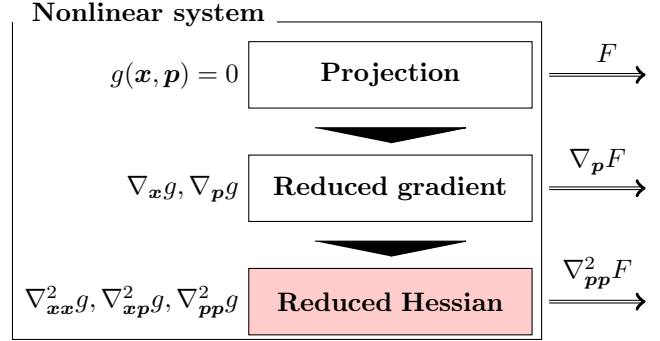 Nonlinear system
g(𝒙, 𝒑) = 0 Projection F
∇𝒙g, ∇𝒑g Reduced gradient ∇𝒑F
∇²𝒙𝒙g, ∇²𝒙𝒑g, ∇²𝒑𝒑g Reduced Hessian ∇²𝒑𝒑F